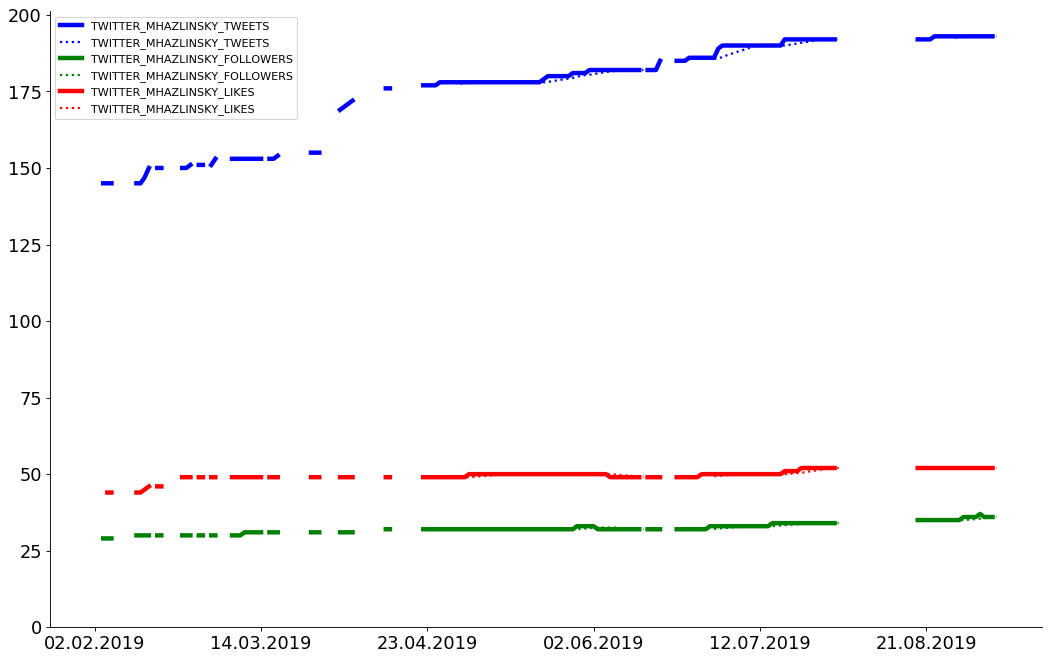 200
175
150
125
100
75
50
25
0
TWITTER_MHAZLINSKY_TWEETS
TWITTER_MHAZLINSKY_TWEETS
TWITTER_MHAZLINSKY_FOLLOWERS
TWITTER_MHAZLINSKY_FOLLOWERS
TWITTER_MHAZLINSKY_LIKES
TWITTER_MHAZLINSKY_LIKES
02.02.2019 14.03.2019 23.04.2019 02.06.2019 12.07.2019 21.08.2019